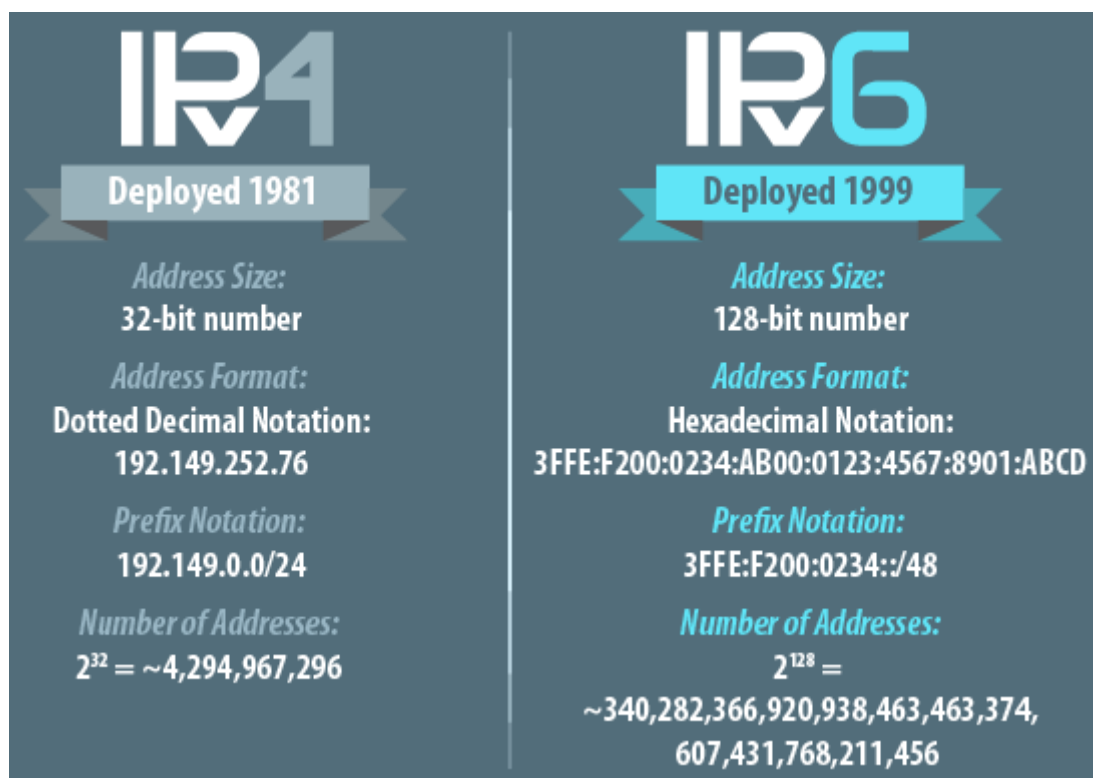 IPv4
Deployed 1981
Address Size:
32-bit number
Address Format:
Dotted Decimal Notation:
192.149.252.76
Prefix Notation:
192.149.0.0/24
Number of Addresses:
2³² = ~4,294,967,296
IPv6
Deployed 1999
Address Size:
128-bit number
Address Format:
Hexadecimal Notation:
3FFE:F200:0234:AB00:0123:4567:8901:ABCD
Prefix Notation:
3FFE:F200:0234::/48
Number of Addresses:
2¹²⁸ =
~340,282,366,920,938,463,463,374,
607,431,768,211,456